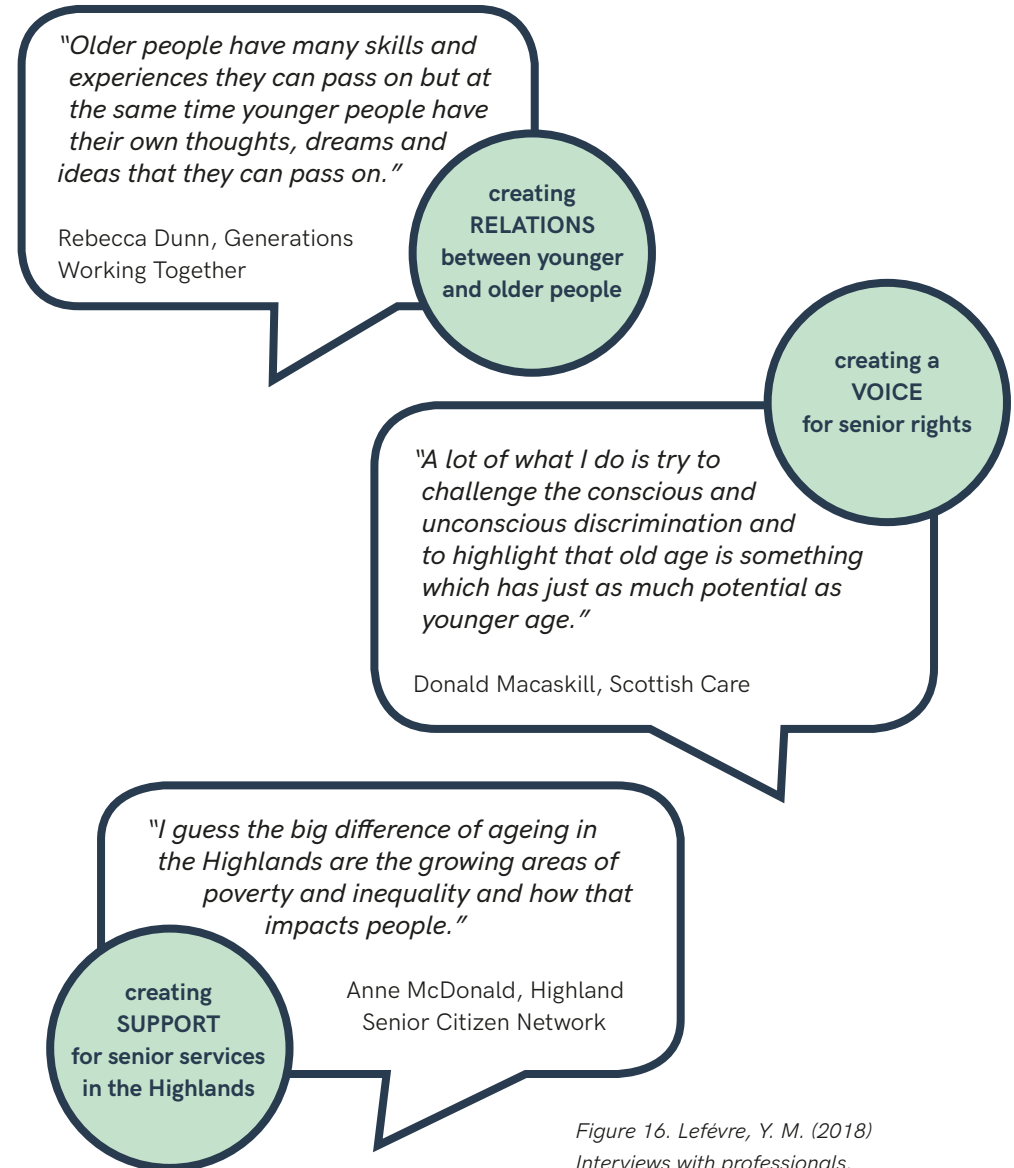 “Older people have many skills and
experiences they can pass on but at
the same time younger people have
their own thoughts, dreams and
ideas that they can pass on.”
Rebecca Dunn, Generations
Working Together
creating
RELATIONS
between younger
and older people
creating a
VOICE
for senior rights
“A lot of what I do is try to
challenge the conscious and
unconscious discrimination and
to highlight that old age is something
which has just as much potential as
younger age.”
Donald Macaskill, Scottish Care
“I guess the big difference of ageing in
the Highlands are the growing areas of
poverty and inequality and how that
impacts people.”
Anne McDonald, Highland
Senior Citizen Network
creating
SUPPORT
for senior services
in the Highlands
Figure 16. Lefévre, Y. M. (2018)
Interviews with professionals.